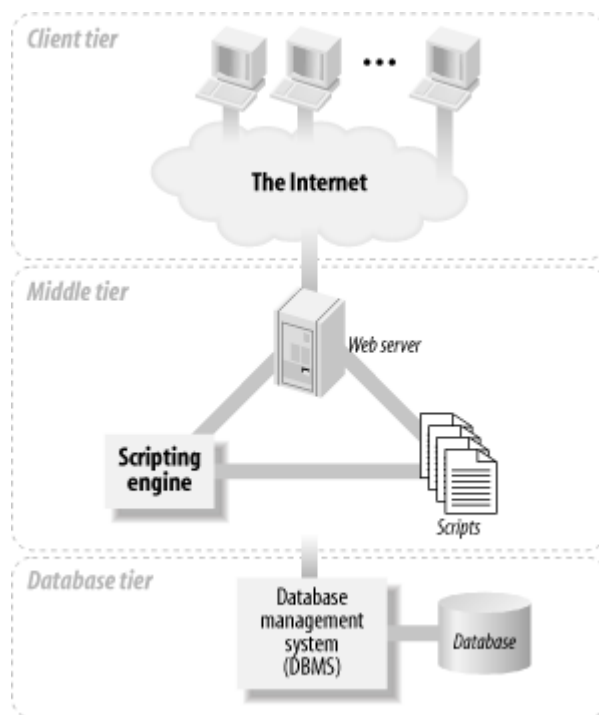 Client tier
The Internet
Middle tier
Web server
Scripting
engine
Scripts
Database tier
Database
management
system
(DBMS)
Database